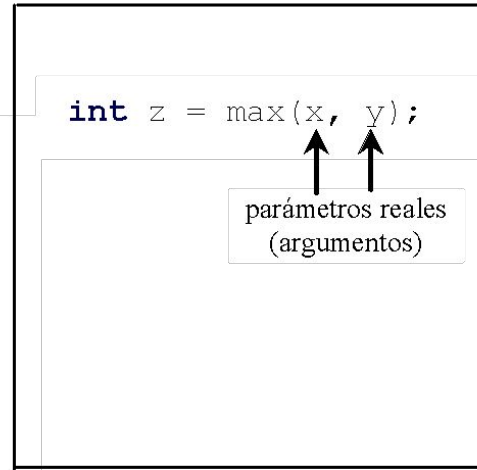 int z = max(x, y);
parámetros reales
(argumentos)